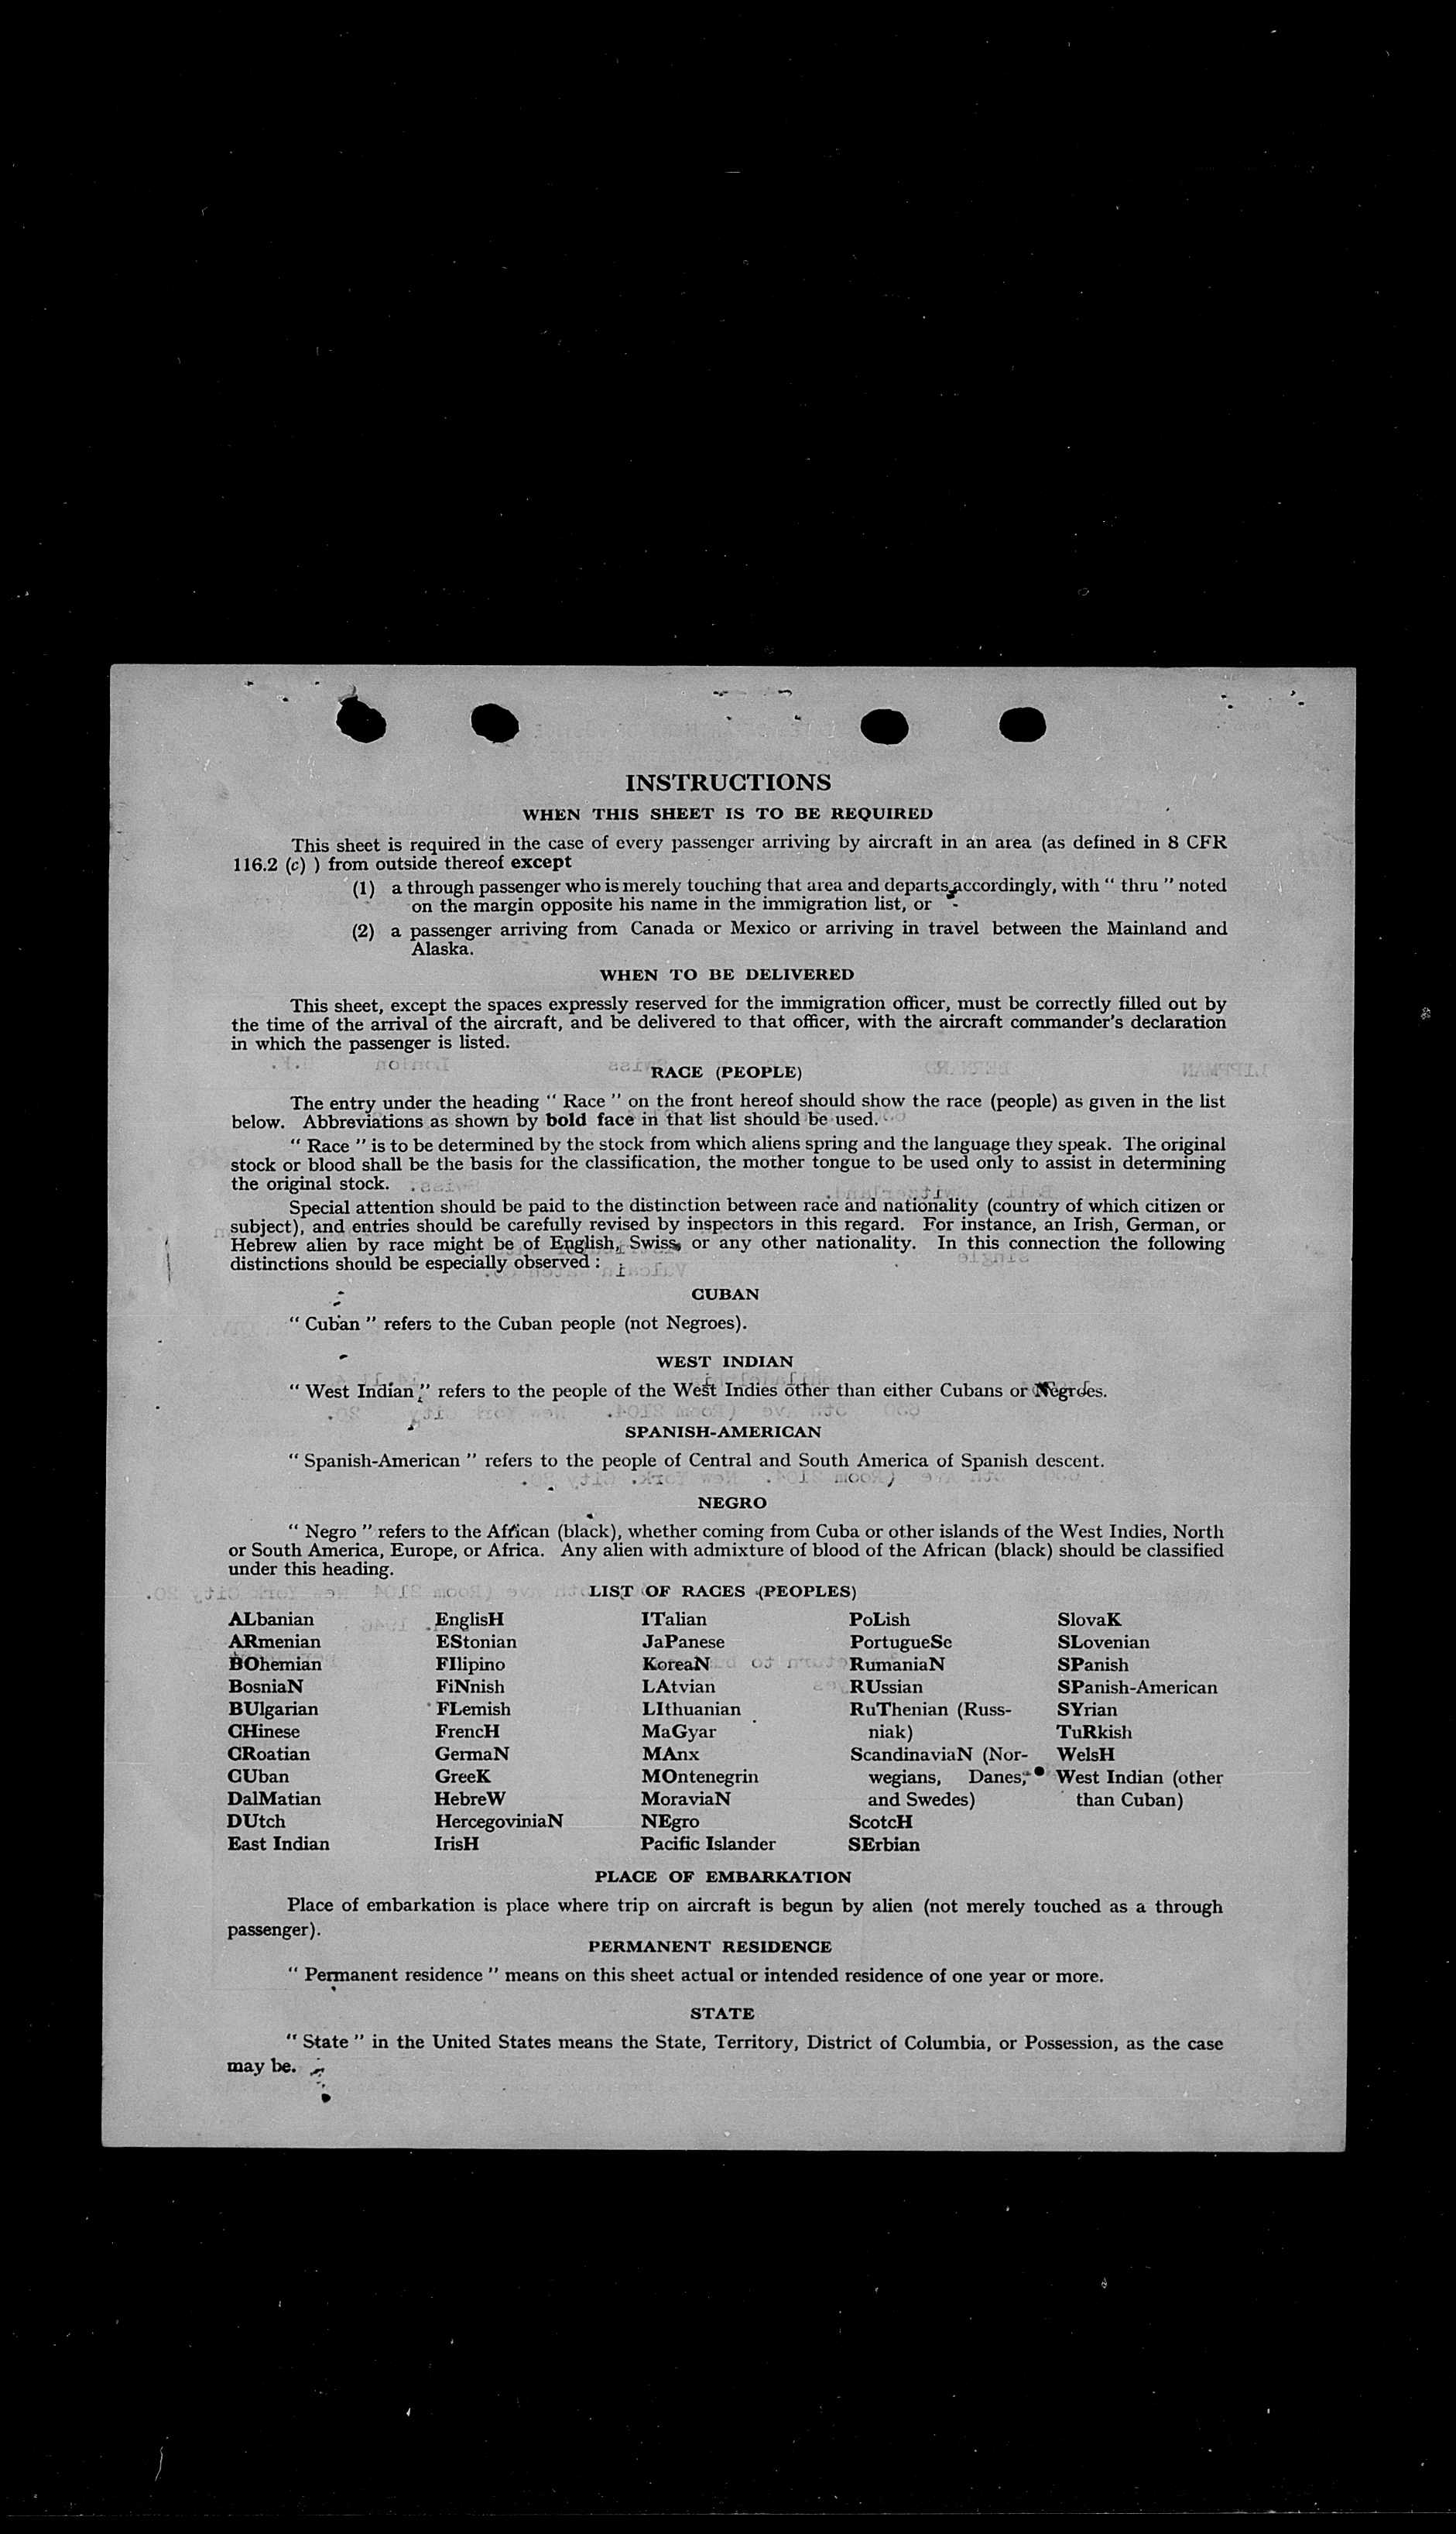 INSTRUCTIONS
WHEN THIS SHEET IS TO BE REQUIRED
This sheet is required in the case of every passenger arriving by aircraft in an area (as defined in 8 CFR
116.2 (c) ) from outside thereof except
(1) a through passenger who is merely touching that area and departs accordingly, with “ thru ” noted
on the margin opposite his name in the immigration list, or
(2) a passenger arriving from Canada or Mexico or arriving in travel between the Mainland and
Alaska.
WHEN TO BE DELIVERED
This sheet, except the spaces expressly reserved for the immigration officer, must be correctly filled out by
the time of the arrival of the aircraft, and be delivered to that officer, with the aircraft commander’s declaration
in which the passenger is listed.
RACE (PEOPLE)
The entry under the heading “ Race ” on the front hereof should show the race (people) as given in the list
below. Abbreviations as shown by bold face in that list should be used.
“ Race ” is to be determined by the stock from which aliens spring and the language they speak. The original
stock or blood shall be the basis for the classification, the mother tongue to be used only to assist in determining
the original stock.
Special attention should be paid to the distinction between race and nationality (country of which citizen or
subject), and entries should be carefully revised by inspectors in this regard. For instance, an Irish, German, or
Hebrew alien by race might be of English, Swiss, or any other nationality. In this connection the following
distinctions should be especially observed :
CUBAN
“ Cuban ” refers to the Cuban people (not Negroes).
WEST INDIAN
“ West Indian ” refers to the people of the West Indies other than either Cubans or Negroes.
SPANISH-AMERICAN
“ Spanish-American ” refers to the people of Central and South America of Spanish descent.
NEGRO
“ Negro ” refers to the African (black), whether coming from Cuba or other islands of the West Indies, North
or South America, Europe, or Africa. Any alien with admixture of blood of the African (black) should be classified
under this heading.
LIST OF RACES (PEOPLES)
ALbanian EnglisH ITalian PoLish SlovaK
ARmenian EStonian JaPanese PortugueSe SLovenian
BOhemian FIlipino KoreaN RumaniaN SPanish
BosniaN FiNnish LAtvian RUssian SPanish-American
BUlgarian FLemish LIthuanian RuThenian (Russ- SYrian
CHinese FrencH MaGyar niak) TuRkish
CRoatian GermaN MAnx ScandinaviaN (Nor- WelsH
CUban GreeK MOntenegrin wegians, Danes, West Indian (other
DalMatian HebreW MoraviaN and Swedes) than Cuban)
DUtch HercegoviniaN NEgro ScotcH
East Indian IrisH Pacific Islander SErbian
PLACE OF EMBARKATION
Place of embarkation is place where trip on aircraft is begun by alien (not merely touched as a through
passenger).
PERMANENT RESIDENCE
“ Permanent residence ” means on this sheet actual or intended residence of one year or more.
STATE
“ State ” in the United States means the State, Territory, District of Columbia, or Possession, as the case
may be.